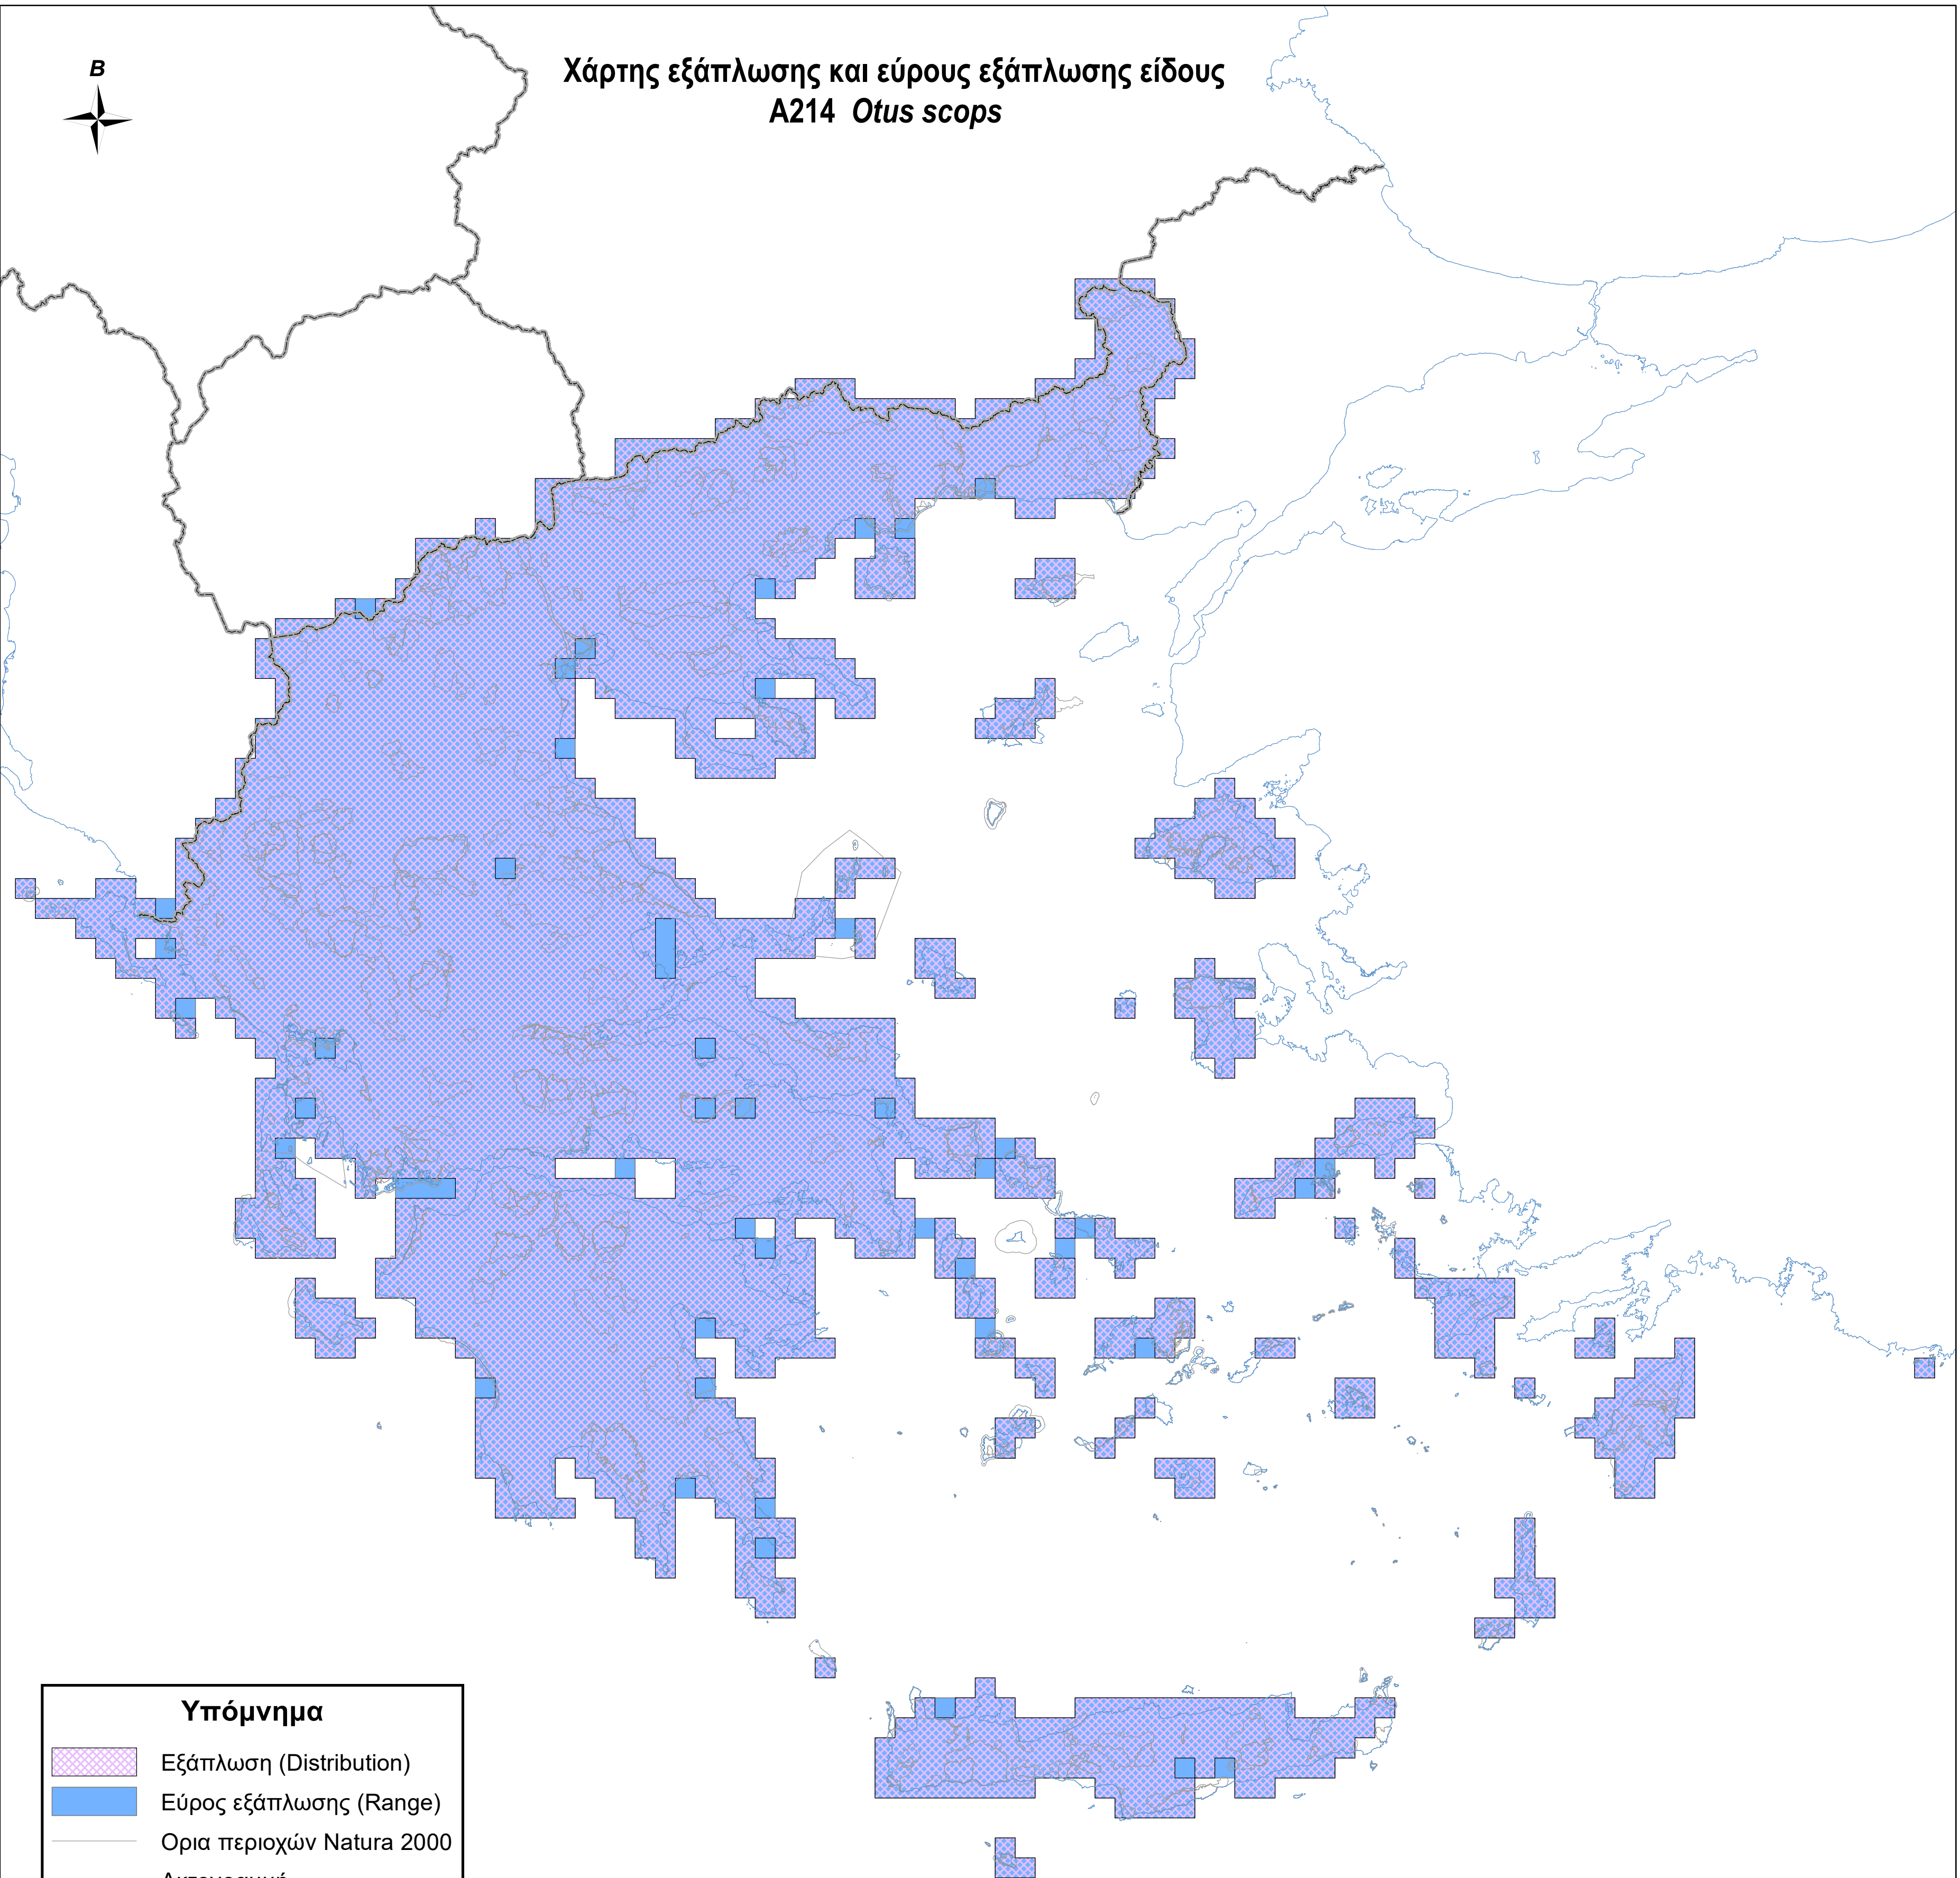 Χάρτης εξάπλωσης και εύρους εξάπλωσης είδους
A214 Otus scops
Β
Υπόμνημα
Εξάπλωση (Distribution)
Εύρος εξάπλωσης (Range)
Ορια περιοχών Natura 2000